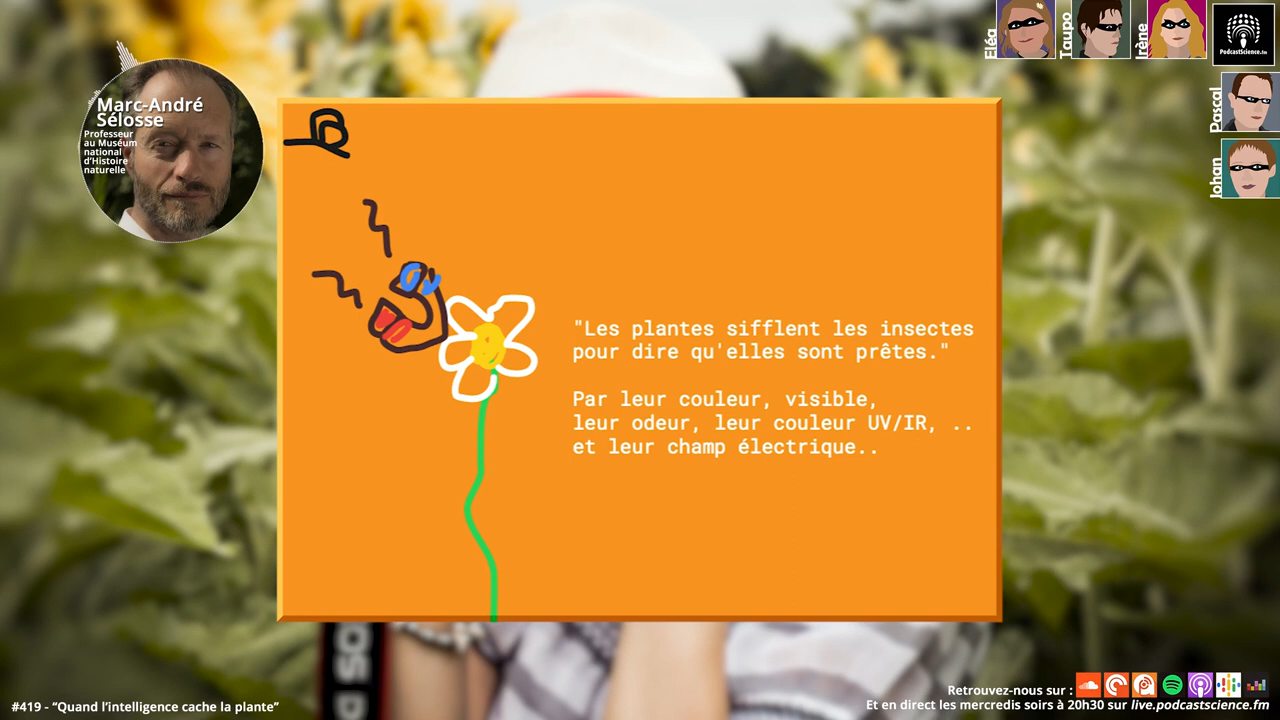 Marc-André
Sélosse
Professeur
au Muséum
national
d'Histoire
naturelle
Eléa
Taupo
Irène
PodcastScience.fm
Pascal
Johan
"Les plantes sifflent les insectes
pour dire qu'elles sont prêtes."
Par leur couleur, visible,
leur odeur, leur couleur UV/IR, ..
et leur champ électrique..
#419 - “Quand l’intelligence cache la plante”
Retrouvez-nous sur :
Et en direct les mercredis soirs à 20h30 sur live.podcastscience.fm